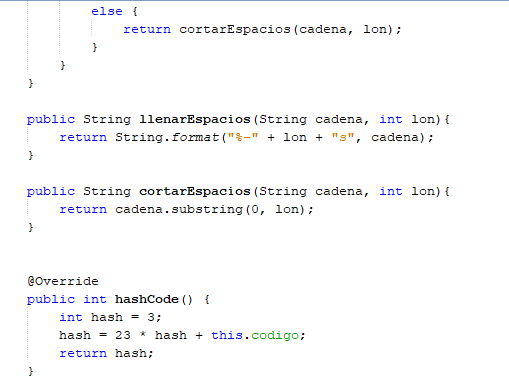 else {
return cortarEspacios(cadena, lon);
}
}
}
public String llenarEspacios(String cadena, int lon){
return String.format("%-" + lon + "s", cadena);
}
public String cortarEspacios(String cadena, int lon){
return cadena.substring(0, lon);
}
@Override
public int hashCode() {
int hash = 3;
hash = 23 * hash + this.codigo;
return hash;
}